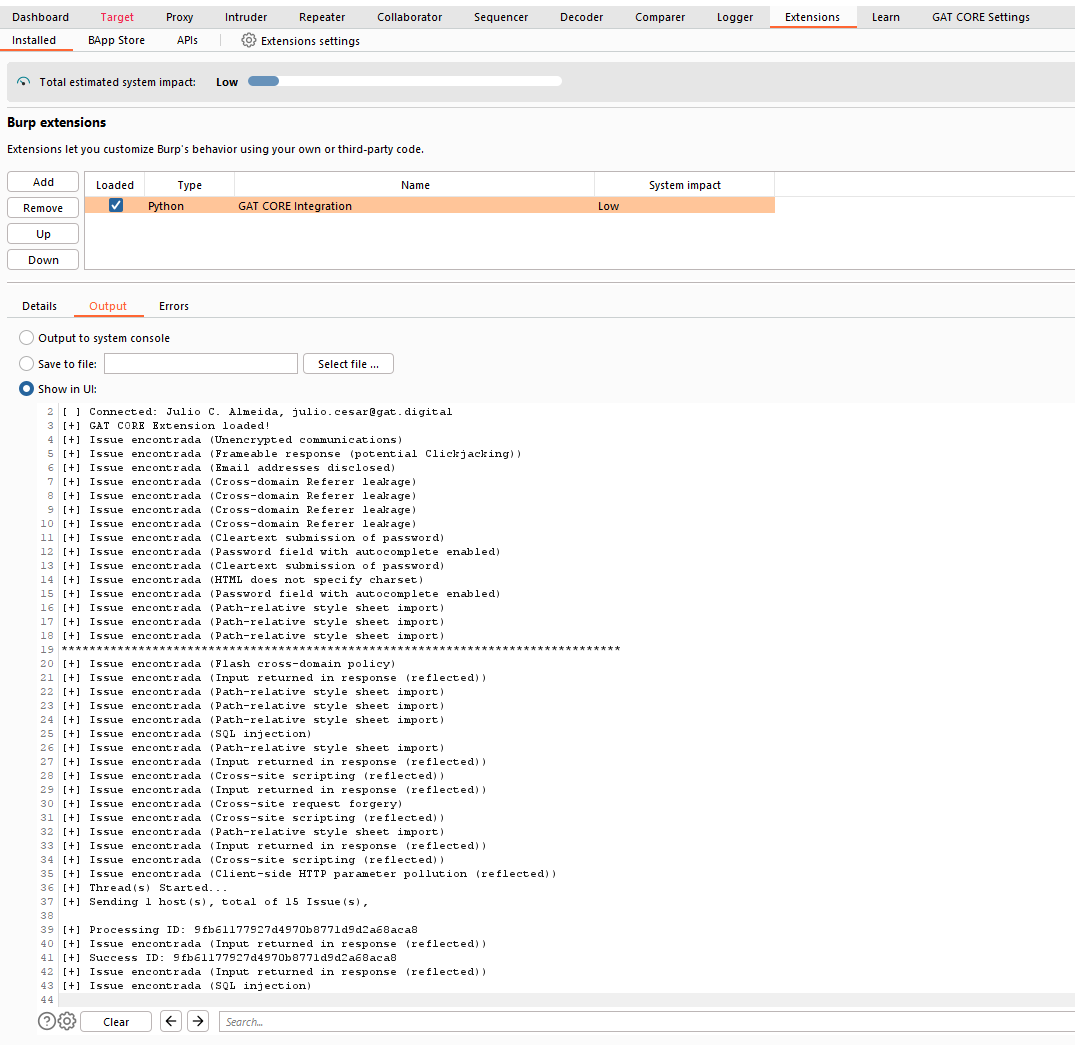 Dashboard Target Proxy Intruder Repeater Collaborator Sequencer Decoder Comparer Logger Extensions Learn GAT CORE Settings
Installed BApp Store APIs Extensions settings
Total estimated system impact: Low
Burp extensions
Extensions let you customize Burp's behavior using your own or third-party code.
Add
Remove
Up
Down
Loaded Type Name System impact
Python GAT CORE Integration Low
Details Output Errors
Output to system console
Save to file: Select file ...
Show in UI:
2 [ ] Connected: Julio C. Almeida, julio.cesar@gat.digital
3 [+] GAT CORE Extension loaded!
4 [+] Issue encontrada (Unencrypted communications)
5 [+] Issue encontrada (Frameable response (potential Clickjacking))
6 [+] Issue encontrada (Email addresses disclosed)
7 [+] Issue encontrada (Cross-domain Referer leakage)
8 [+] Issue encontrada (Cross-domain Referer leakage)
9 [+] Issue encontrada (Cross-domain Referer leakage)
10 [+] Issue encontrada (Cross-domain Referer leakage)
11 [+] Issue encontrada (Cleartext submission of password)
12 [+] Issue encontrada (Password field with autocomplete enabled)
13 [+] Issue encontrada (Cleartext submission of password)
14 [+] Issue encontrada (HTML does not specify charset)
15 [+] Issue encontrada (Password field with autocomplete enabled)
16 [+] Issue encontrada (Path-relative style sheet import)
17 [+] Issue encontrada (Path-relative style sheet import)
18 [+] Issue encontrada (Path-relative style sheet import)
19 ********************************************************************************
20 [+] Issue encontrada (Flash cross-domain policy)
21 [+] Issue encontrada (Input returned in response (reflected))
22 [+] Issue encontrada (Path-relative style sheet import)
23 [+] Issue encontrada (Path-relative style sheet import)
24 [+] Issue encontrada (Path-relative style sheet import)
25 [+] Issue encontrada (SQL injection)
26 [+] Issue encontrada (Path-relative style sheet import)
27 [+] Issue encontrada (Input returned in response (reflected))
28 [+] Issue encontrada (Cross-site scripting (reflected))
29 [+] Issue encontrada (Input returned in response (reflected))
30 [+] Issue encontrada (Cross-site request forgery)
31 [+] Issue encontrada (Cross-site scripting (reflected))
32 [+] Issue encontrada (Path-relative style sheet import)
33 [+] Issue encontrada (Input returned in response (reflected))
34 [+] Issue encontrada (Cross-site scripting (reflected))
35 [+] Issue encontrada (Client-side HTTP parameter pollution (reflected))
36 [+] Thread(s) Started...
37 [+] Sending 1 host(s), total of 15 Issue(s),
38
39 [+] Processing ID: 9fb61177927d4970b8771d9d2a68aca8
40 [+] Issue encontrada (Input returned in response (reflected))
41 [+] Success ID: 9fb61177927d4970b8771d9d2a68aca8
42 [+] Issue encontrada (Input returned in response (reflected))
43 [+] Issue encontrada (SQL injection)
44
Clear Search...